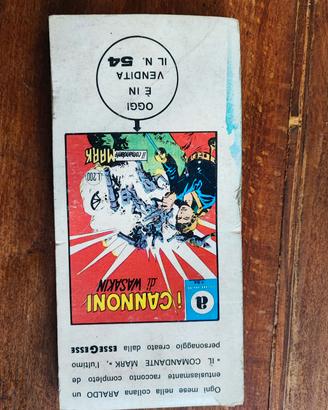 Ogni mese nella collana ARALDO un
entusiasmante racconto completo de
« IL COMANDANTE MARK », l'ultimo
personaggio creato dalla ESSEGESSE
a
i CANNONI
di WASAKIN
L.200
il comandante
MARK
OGGI
È IN
VENDITA
IL N. 54